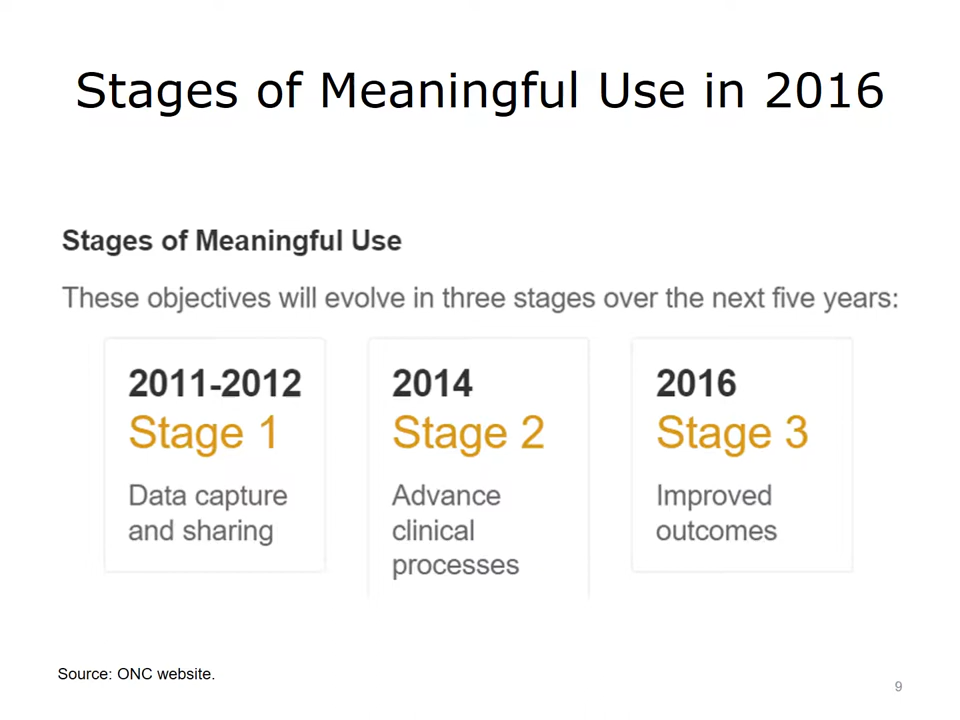 Stages of Meaningful Use in 2016
Stages of Meaningful Use
These objectives will evolve in three stages over the next five years:
2011-2012
Stage 1
Data capture
and sharing
2014
Stage 2
Advance
clinical
processes
2016
Stage 3
Improved
outcomes
Source: ONC website.
9